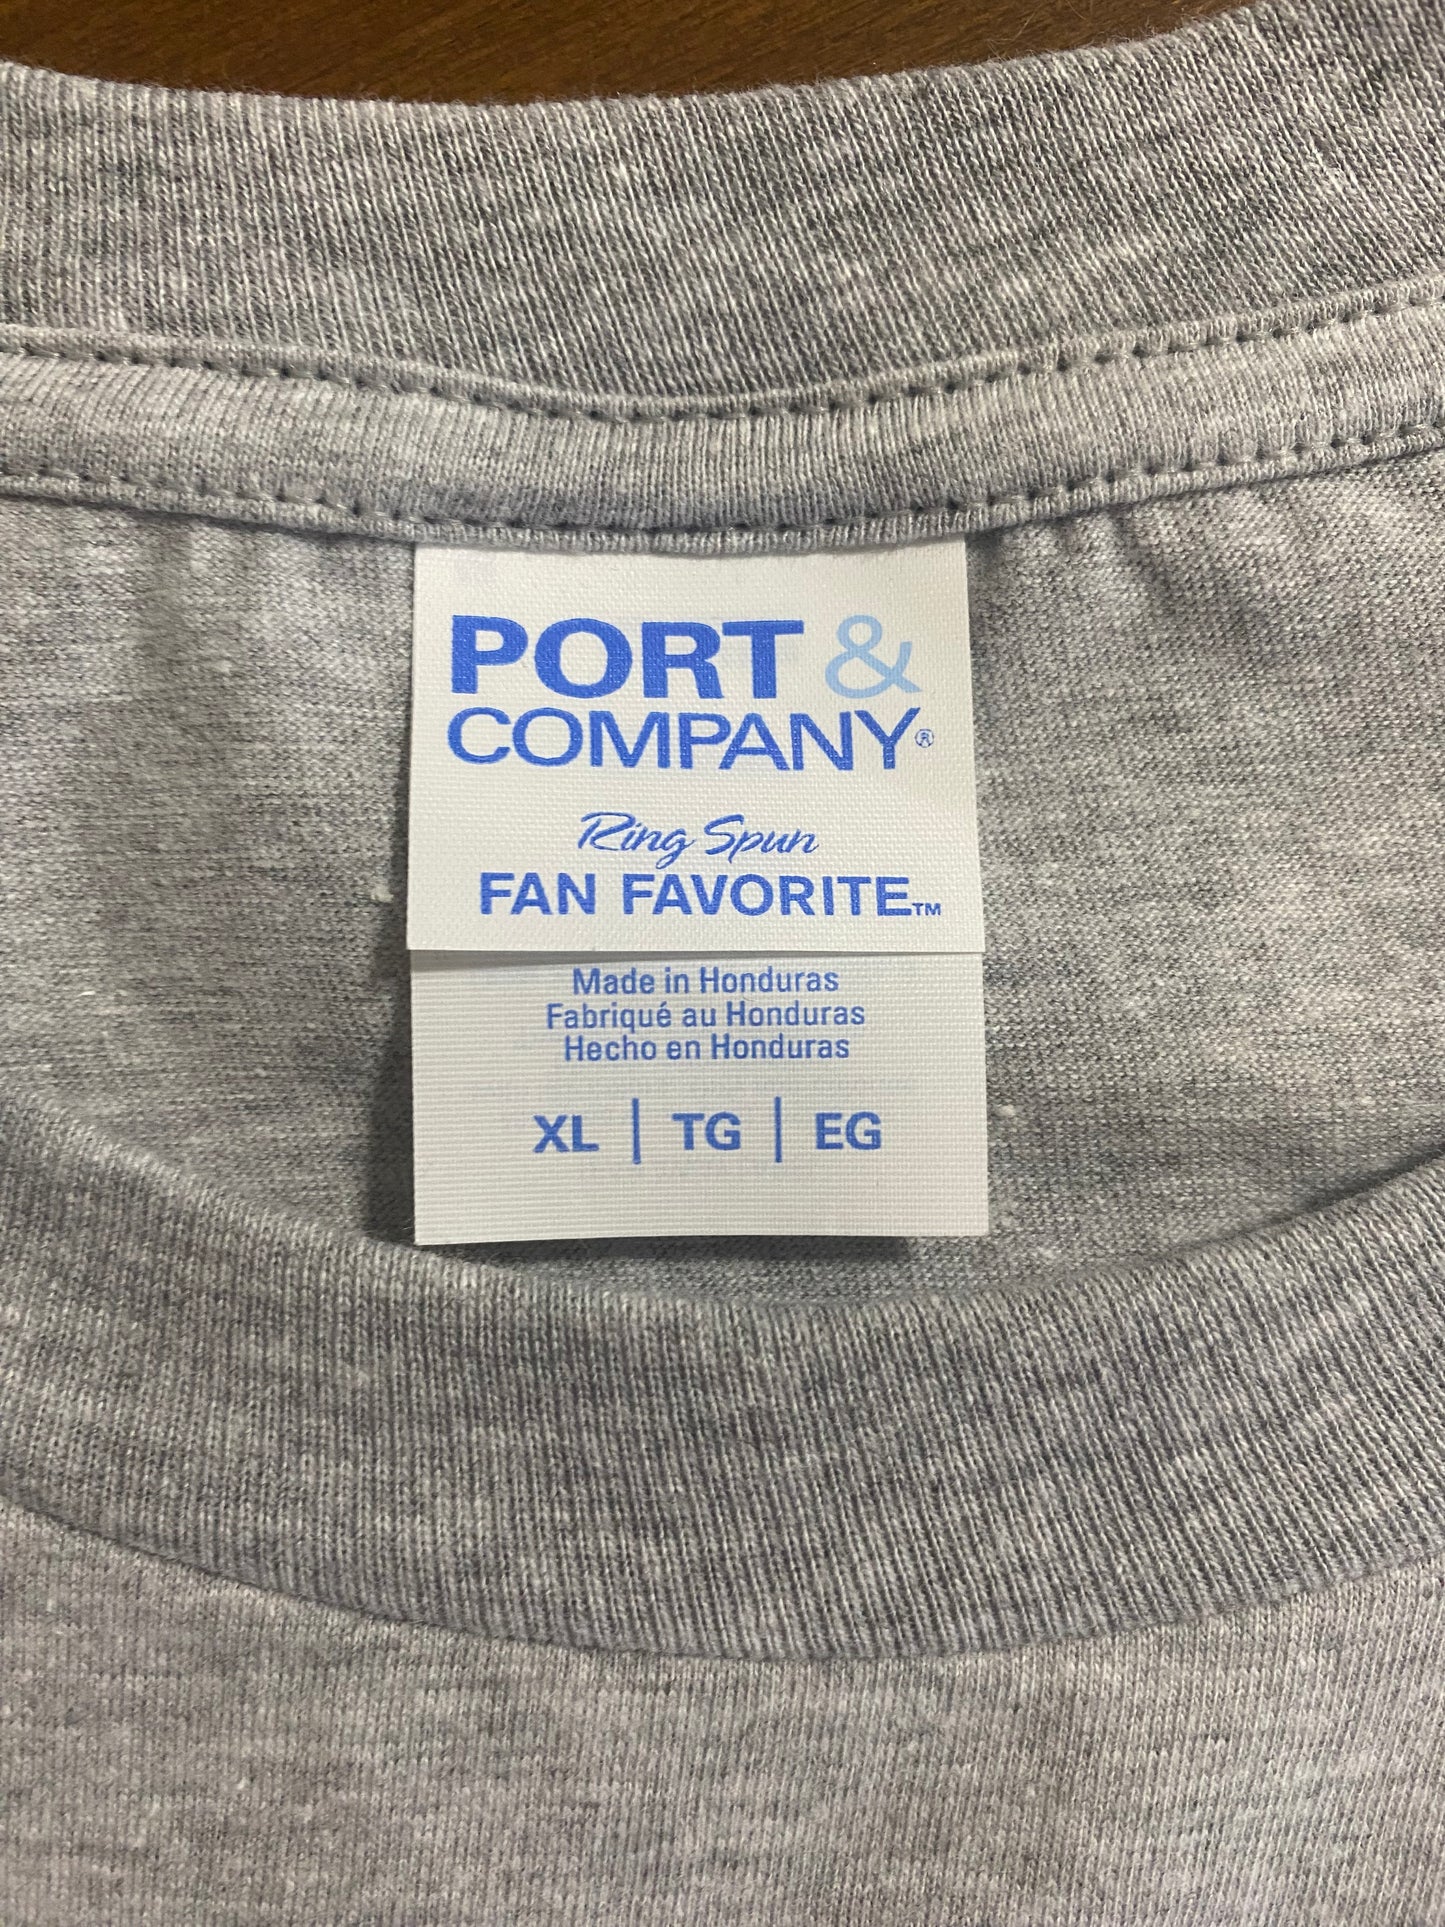 PORT &
COMPANY®
Ring Spun
FAN FAVORITE™
Made in Honduras
Fabriqué au Honduras
Hecho en Honduras
XL | TG | EG